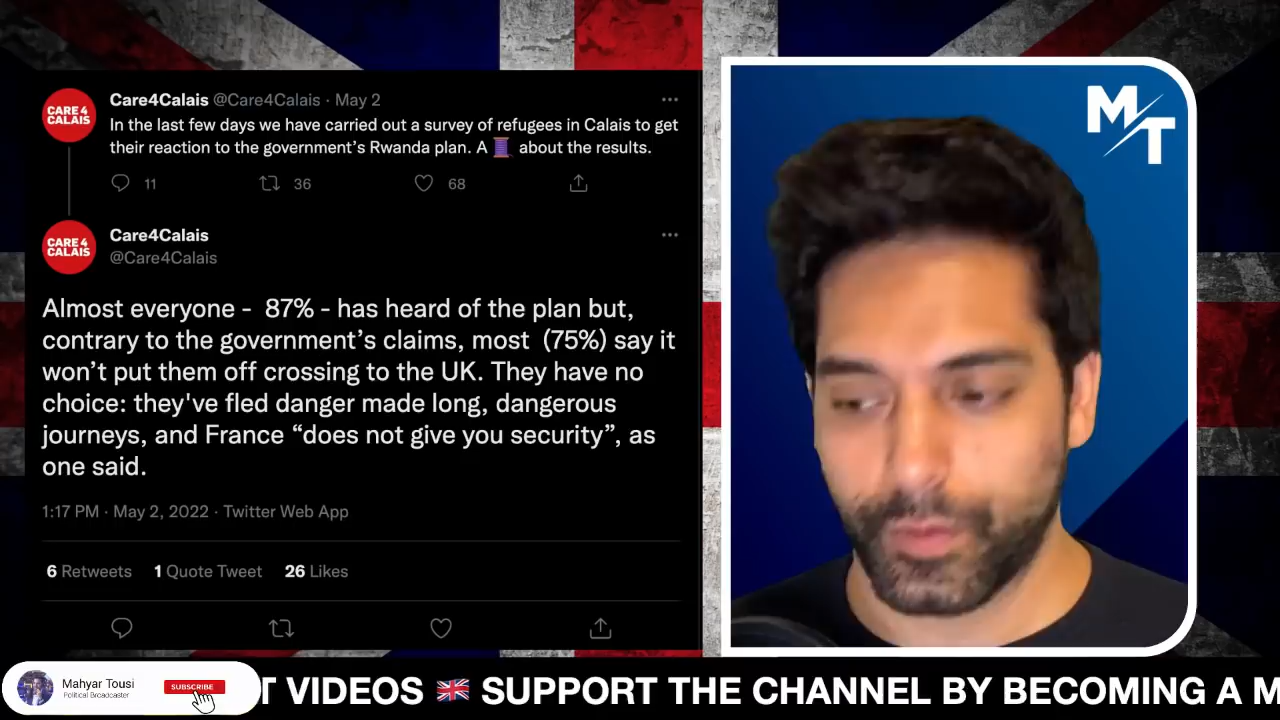 CARE4
CALAIS
Care4Calais @Care4Calais · May 2
In the last few days we have carried out a survey of refugees in Calais to get
their reaction to the government's Rwanda plan. A 🧵 about the results.
11 36 68
CARE4
CALAIS
Care4Calais
@Care4Calais
Almost everyone - 87% - has heard of the plan but,
contrary to the government's claims, most (75%) say it
won't put them off crossing to the UK. They have no
choice: they've fled danger made long, dangerous
journeys, and France “does not give you security”, as
one said.
1:17 PM · May 2, 2022 · Twitter Web App
6 Retweets 1 Quote Tweet 26 Likes
M/T
Mahyar Tousi
Political Broadcaster
SUBSCRIBE
T VIDEOS 🇬🇧 SUPPORT THE CHANNEL BY BECOMING A M